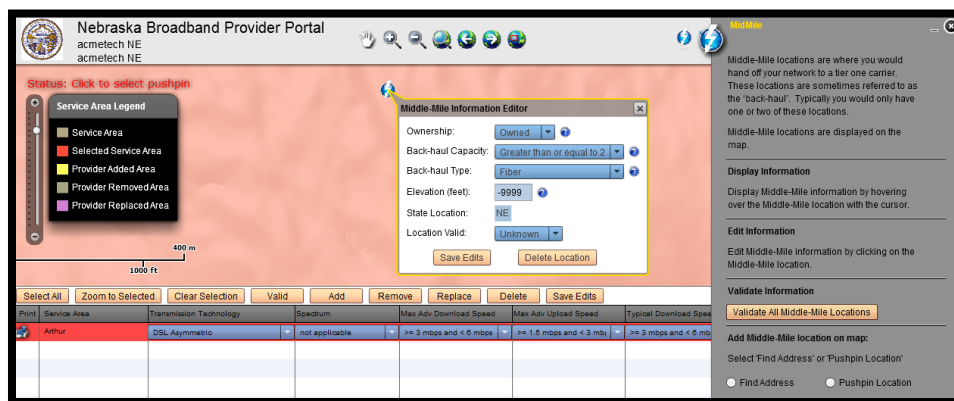 Nebraska Broadband Provider Portal
acmetech NE
acmetech NE
Status: Click to select pushpin
Service Area Legend
Service Area
Selected Service Area
Provider Added Area
Provider Removed Area
Provider Replaced Area
400 m
1000 ft
Middle-Mile Information Editor
Ownership: Owned
Back-haul Capacity: Greater than or equal to 2
Back-haul Type: Fiber
Elevation (feet): -9999
State Location: NE
Location Valid: Unknown
Save Edits Delete Location
Select All Zoom to Selected Clear Selection Valid Add Remove Replace Delete Save Edits
Print Service Area Transmission Technology Spectrum Max Adv Download Speed Max Adv Upload Speed Typical Download Spee
Arthur DSL Asymmetric not applicable >= 3 mbps and < 6 mbps >= 1.5 mbps and < 3 mbp >= 3 mbps and < 6 mb
MidMile
Middle-Mile locations are where you would
hand off your network to a tier one carrier.
These locations are sometimes referred to as
the 'back-haul'. Typically you would only have
one or two of these locations.
Middle-Mile locations are displayed on the
map.
Display Information
Display Middle-Mile information by hovering
over the Middle-Mile location with the cursor.
Edit Information
Edit Middle-Mile information by clicking on the
Middle-Mile location.
Validate Information
Validate All Middle-Mile Locations
Add Middle-Mile location on map:
Select 'Find Address' or 'Pushpin Location'
Find Address Pushpin Location